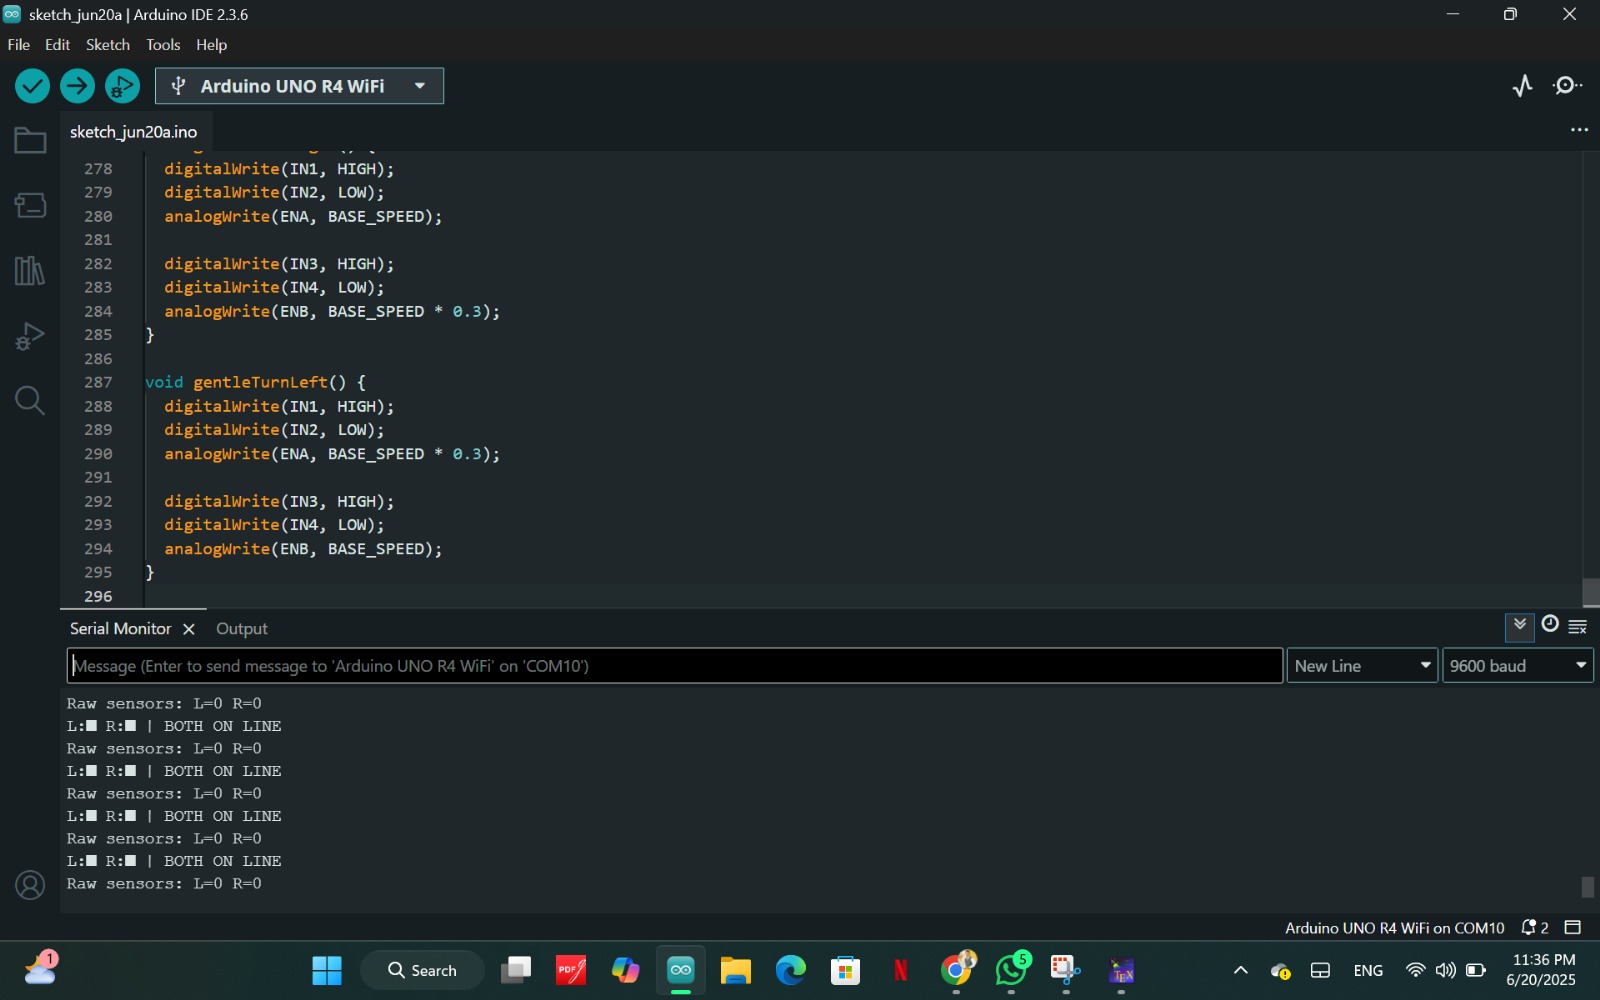 sketch_jun20a | Arduino IDE 2.3.6
File Edit Sketch Tools Help
Arduino UNO R4 WiFi
sketch_jun20a.ino
278 digitalWrite(IN1, HIGH);
279 digitalWrite(IN2, LOW);
280 analogWrite(ENA, BASE_SPEED);
281
282 digitalWrite(IN3, HIGH);
283 digitalWrite(IN4, LOW);
284 analogWrite(ENB, BASE_SPEED * 0.3);
285 }
286
287 void gentleTurnLeft() {
288 digitalWrite(IN1, HIGH);
289 digitalWrite(IN2, LOW);
290 analogWrite(ENA, BASE_SPEED * 0.3);
291
292 digitalWrite(IN3, HIGH);
293 digitalWrite(IN4, LOW);
294 analogWrite(ENB, BASE_SPEED);
295 }
296
Serial Monitor Output
Message (Enter to send message to 'Arduino UNO R4 WiFi' on 'COM10') New Line 9600 baud
Raw sensors: L=0 R=0
L:■ R:■ | BOTH ON LINE
Raw sensors: L=0 R=0
L:■ R:■ | BOTH ON LINE
Raw sensors: L=0 R=0
L:■ R:■ | BOTH ON LINE
Raw sensors: L=0 R=0
L:■ R:■ | BOTH ON LINE
Raw sensors: L=0 R=0
Arduino UNO R4 WiFi on COM10 2
1 Search PDF N 5 TEX ENG 11:36 PM
6/20/2025